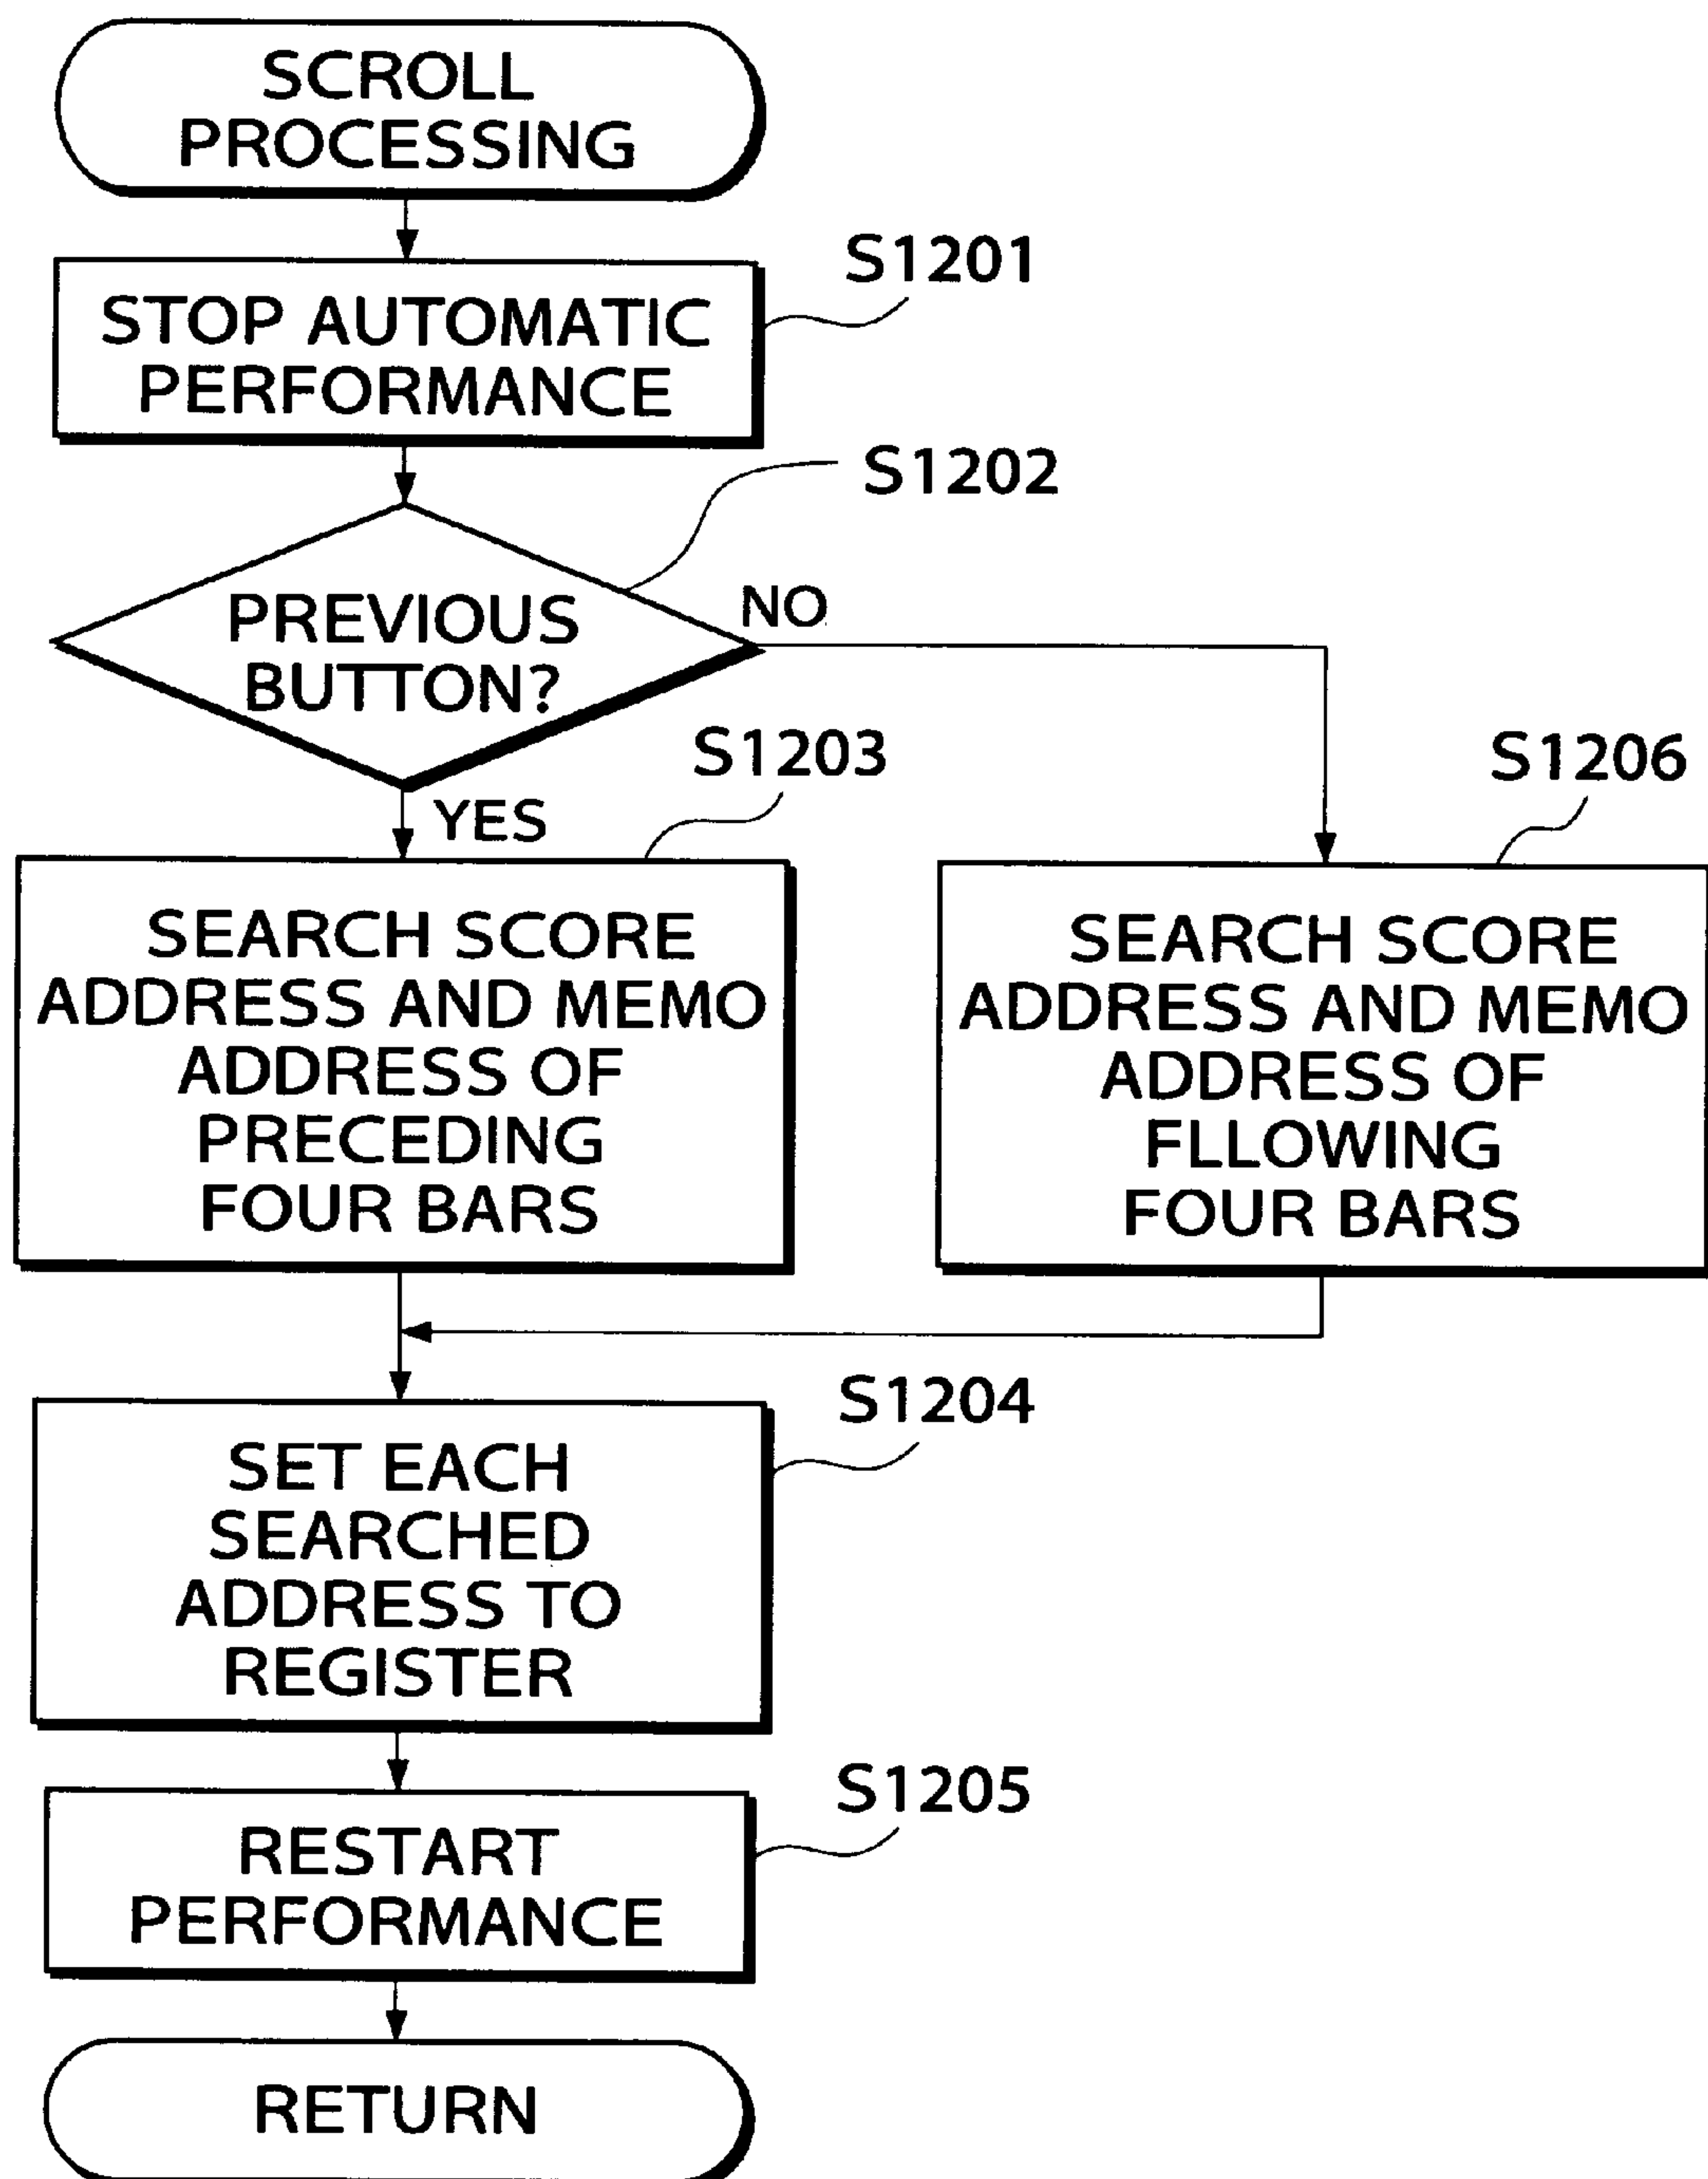 SCROLL
PROCESSING
S1201
STOP AUTOMATIC
PERFORMANCE
S1202
PREVIOUS
BUTTON?
NO
YES
S1203
SEARCH SCORE
ADDRESS AND MEMO
ADDRESS OF
PRECEDING
FOUR BARS
S1206
SEARCH SCORE
ADDRESS AND MEMO
ADDRESS OF
FLLOWING
FOUR BARS
S1204
SET EACH
SEARCHED
ADDRESS TO
REGISTER
S1205
RESTART
PERFORMANCE
RETURN